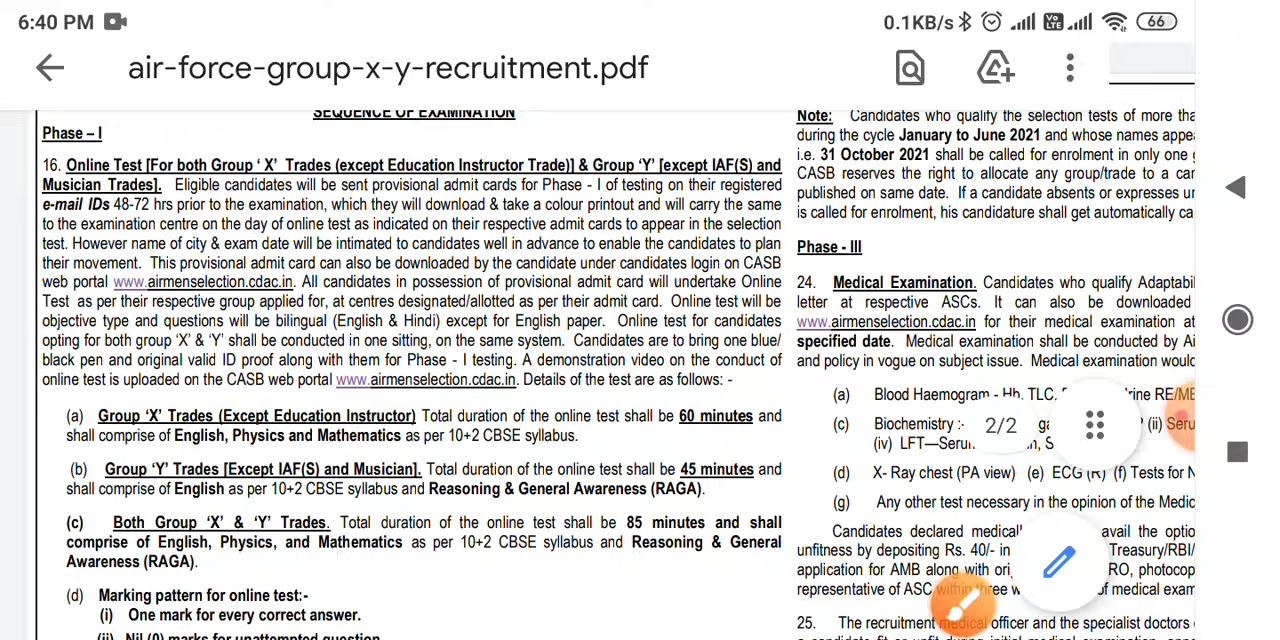 6:40 PM
0.1KB/s
Vo LTE
66
air-force-group-x-y-recruitment.pdf
SEQUENCE OF EXAMINATION
Phase – I
16. Online Test [For both Group ‘ X’ Trades (except Education Instructor Trade)] & Group ‘Y’ [except IAF(S) and
Musician Trades]. Eligible candidates will be sent provisional admit cards for Phase - I of testing on their registered
e-mail IDs 48-72 hrs prior to the examination, which they will download & take a colour printout and will carry the same
to the examination centre on the day of online test as indicated on their respective admit cards to appear in the selection
test. However name of city & exam date will be intimated to candidates well in advance to enable the candidates to plan
their movement. This provisional admit card can also be downloaded by the candidate under candidates login on CASB
web portal www.airmenselection.cdac.in. All candidates in possession of provisional admit card will undertake Online
Test as per their respective group applied for, at centres designated/allotted as per their admit card. Online test will be
objective type and questions will be bilingual (English & Hindi) except for English paper. Online test for candidates
opting for both group ‘X’ & ‘Y’ shall be conducted in one sitting, on the same system. Candidates are to bring one blue/
black pen and original valid ID proof along with them for Phase - I testing. A demonstration video on the conduct of
online test is uploaded on the CASB web portal www.airmenselection.cdac.in. Details of the test are as follows: -
(a) Group ‘X’ Trades (Except Education Instructor) Total duration of the online test shall be 60 minutes and
shall comprise of English, Physics and Mathematics as per 10+2 CBSE syllabus.
(b) Group ‘Y’ Trades [Except IAF(S) and Musician]. Total duration of the online test shall be 45 minutes and
shall comprise of English as per 10+2 CBSE syllabus and Reasoning & General Awareness (RAGA).
(c) Both Group ‘X’ & ‘Y’ Trades. Total duration of the online test shall be 85 minutes and shall
comprise of English, Physics, and Mathematics as per 10+2 CBSE syllabus and Reasoning & General
Awareness (RAGA).
(d) Marking pattern for online test:-
(i) One mark for every correct answer.
(ii) Nil (0) marks for unattempted question.
Note: Candidates who qualify the selection tests of more tha
during the cycle January to June 2021 and whose names appe
i.e. 31 October 2021 shall be called for enrolment in only one
CASB reserves the right to allocate any group/trade to a car
published on same date. If a candidate absents or expresses ur
is called for enrolment, his candidature shall get automatically ca
Phase - III
24. Medical Examination. Candidates who qualify Adaptabil
letter at respective ASCs. It can also be downloaded
www.airmenselection.cdac.in for their medical examination at
specified date. Medical examination shall be conducted by Ai
and policy in vogue on subject issue. Medical examination would
(a) Blood Haemogram - Hb, TLC, rine RE/ME
(c) Biochemistry :- 2/2 (ii) Seru
(iv) LFT—Serum
(d) X- Ray chest (PA view) (e) ECG (R) (f) Tests for N
(g) Any other test necessary in the opinion of the Medic
Candidates declared medical avail the optio
unfitness by depositing Rs. 40/- in Treasury/RBI/
application for AMB along with ori RO, photocop
representative of ASC within three of medical exam
25. The recruitment medical officer and the specialist doctors